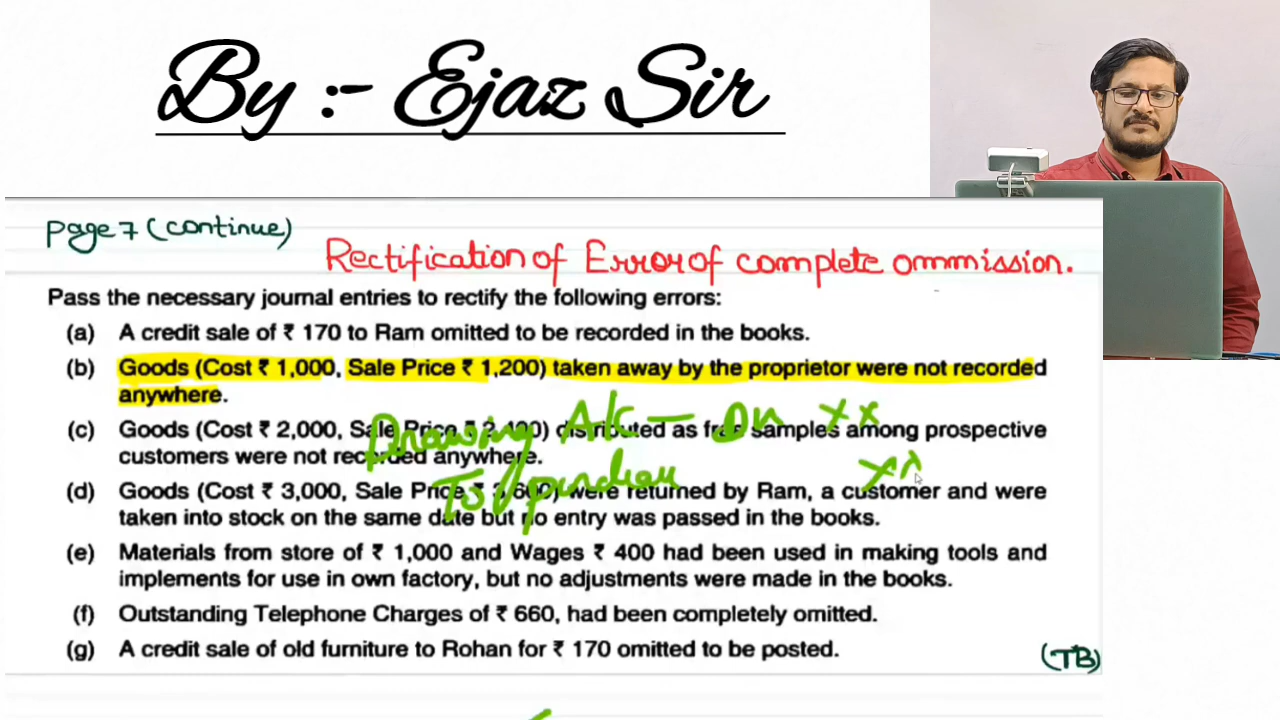 By :- Ejaz Sir
Page 7 (continue)
Rectification of Error of complete ommission.
Pass the necessary journal entries to rectify the following errors:
(a) A credit sale of ₹ 170 to Ram omitted to be recorded in the books.
(b) Goods (Cost ₹ 1,000, Sale Price ₹ 1,200) taken away by the proprietor were not recorded
anywhere.
Drawing A/C — Dr xx
(c) Goods (Cost ₹ 2,000, Sale Price ₹ 2,400) distributed as free samples among prospective
customers were not recorded anywhere.
To purchase xx
(d) Goods (Cost ₹ 3,000, Sale Price ₹ 3,600) were returned by Ram, a customer and were
taken into stock on the same date but no entry was passed in the books.
(e) Materials from store of ₹ 1,000 and Wages ₹ 400 had been used in making tools and
implements for use in own factory, but no adjustments were made in the books.
(f) Outstanding Telephone Charges of ₹ 660, had been completely omitted.
(g) A credit sale of old furniture to Rohan for ₹ 170 omitted to be posted.
(TB)